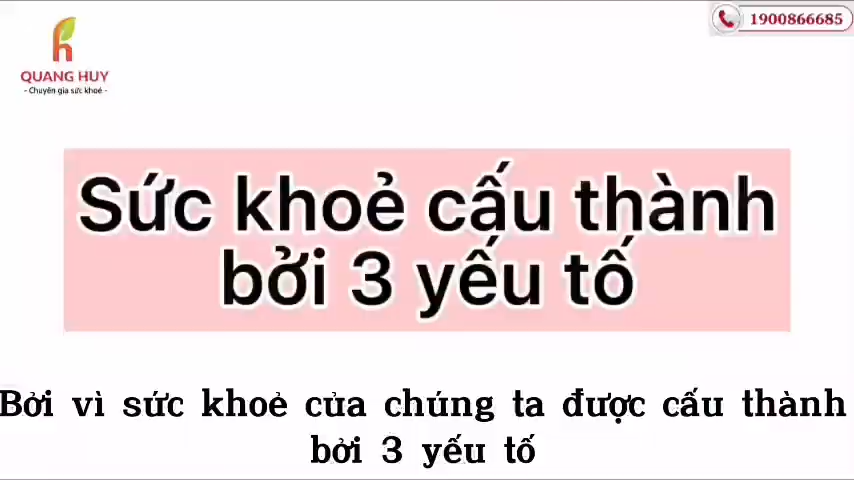 1900866685
QUANG HUY
- Chuyên gia sức khoẻ -
Sức khoẻ cấu thành
bởi 3 yếu tố
Bởi vì sức khoẻ của chúng ta được cấu thành
bởi 3 yếu tố